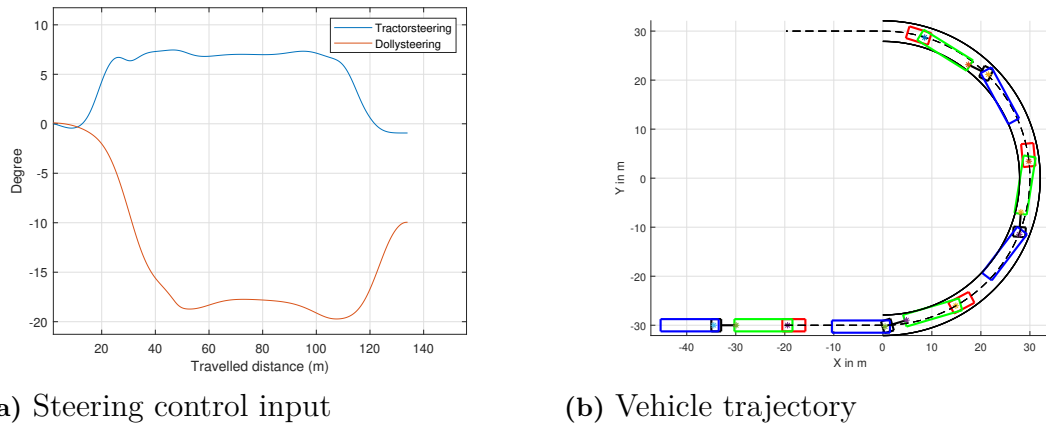 10
5
0
-5
-10
-15
-20
Degree
20 40 60 80 100 120 140
Travelled distance (m)
Tractorsteering
Dollysteering
30
20
10
0
-10
-20
-30
Y in m
-40 -30 -20 -10 0 10 20 30
X in m
a) Steering control input
(b) Vehicle trajectory